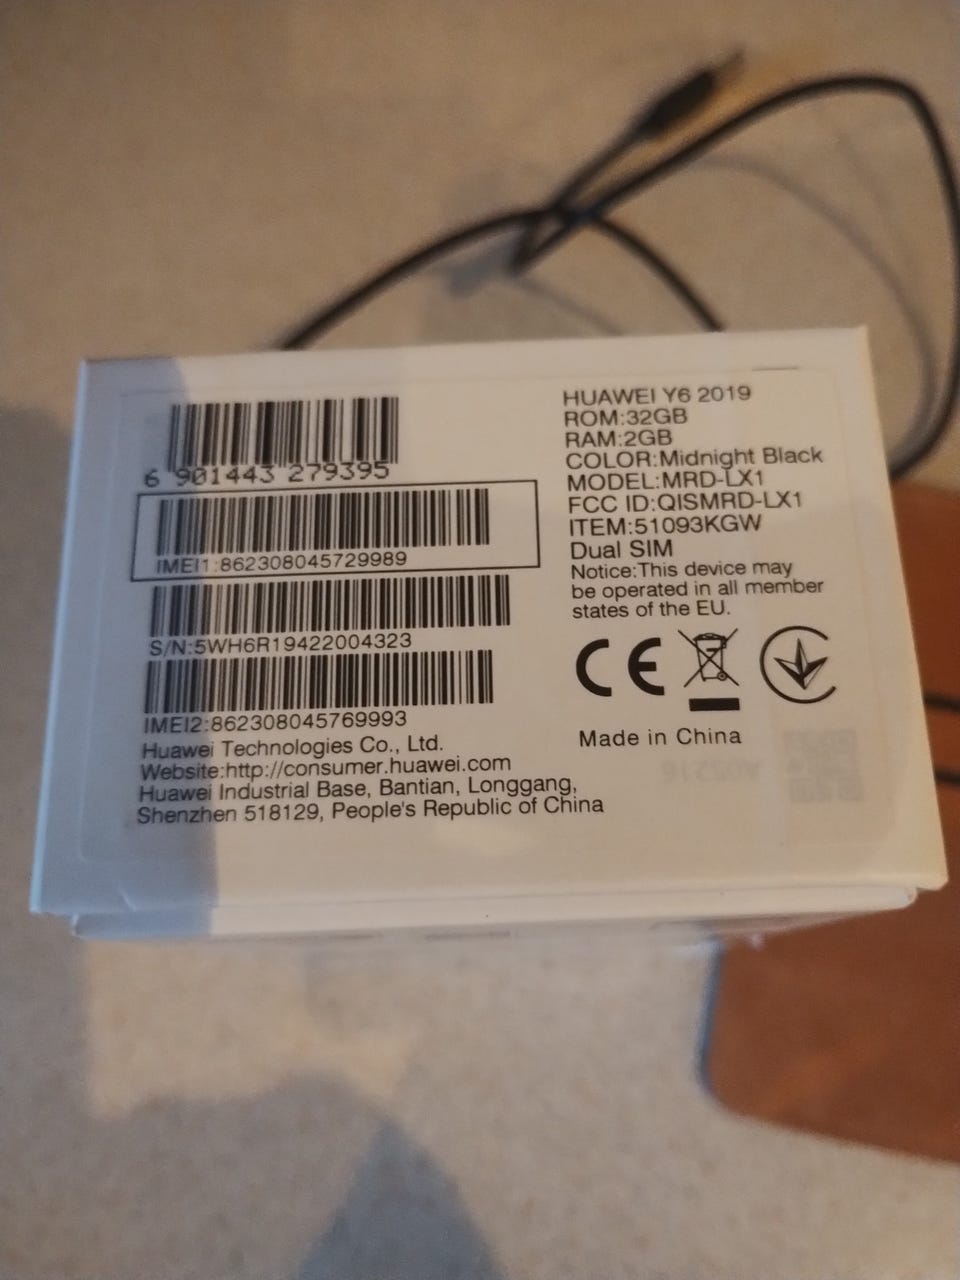 6 901443 279395
IMEI1:862308045729989
S/N:5WH6R19422004323
IMEI2:862308045769993
Huawei Technologies Co., Ltd.
Website:http://consumer.huawei.com
Huawei Industrial Base, Bantian, Longgang,
Shenzhen 518129, People's Republic of China
HUAWEI Y6 2019
ROM:32GB
RAM:2GB
COLOR:Midnight Black
MODEL:MRD-LX1
FCC ID:QISMRD-LX1
ITEM:51093KGW
Dual SIM
Notice:This device may
be operated in all member
states of the EU.
CE
Made in China